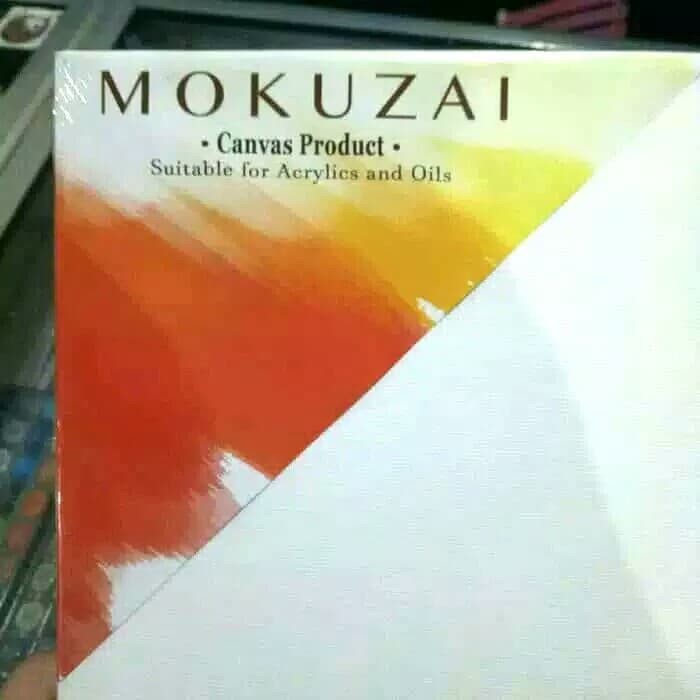 MOKUZAI
• Canvas Product •
Suitable for Acrylics and Oils